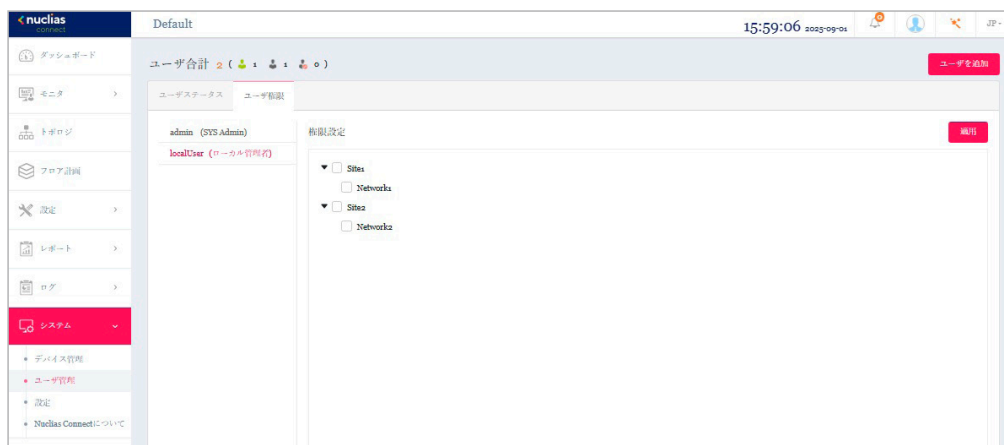 nuclias
connect
Default
15:59:06 2025-09-01
JP
ダッシュボード
モニタ
トポロジ
フロア計画
設定
レポート
ログ
システム
デバイス管理
ユーザ管理
設定
Nuclias Connectについて
ユーザ合計 2 ( 1 1 0 )
ユーザを追加
ユーザステータス ユーザ権限
admin (SYS Admin)
localUser (ローカル管理者)
権限設定
適用
Site1
Network1
Site2
Network2